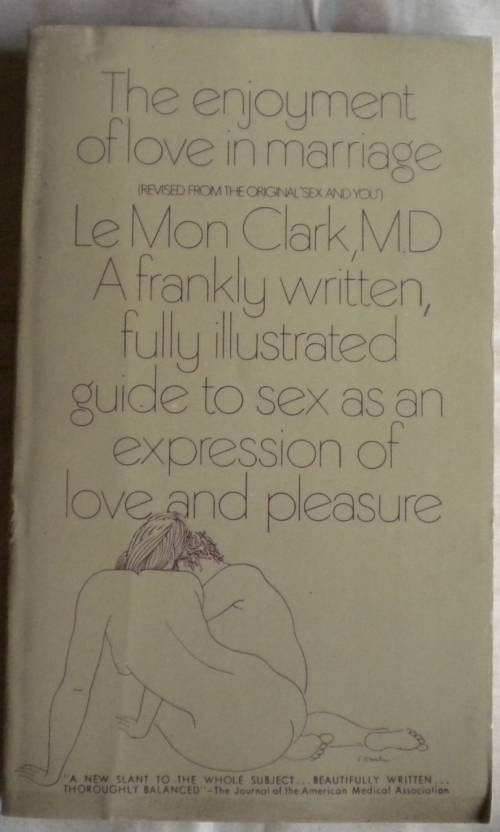 The enjoyment
of love in marriage
(REVISED FROM THE ORIGINAL "SEX AND YOU")
Le Mon Clark, M.D
A frankly written,
fully illustrated
guide to sex as an
expression of
love and pleasure
"A NEW SLANT TO THE WHOLE SUBJECT... BEAUTIFULLY WRITTEN...
THOROUGHLY BALANCED"—The Journal of the American Medical Association